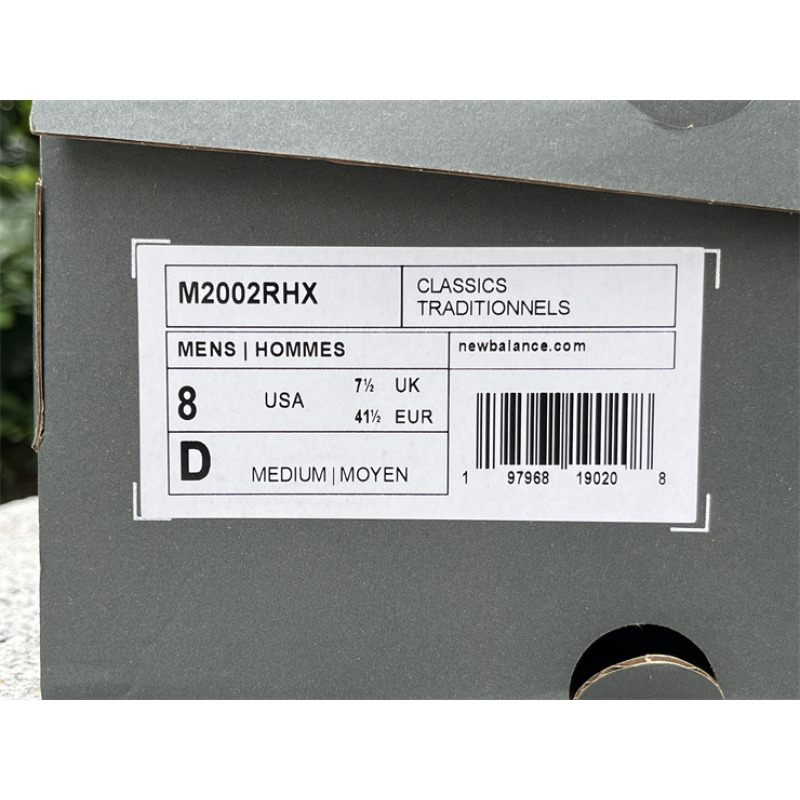 M2002RHX
CLASSICS
TRADITIONNELS
MENS | HOMMES
newbalance.com
8 USA 7½ UK
41½ EUR
D MEDIUM | MOYEN
1 97968 19020 8